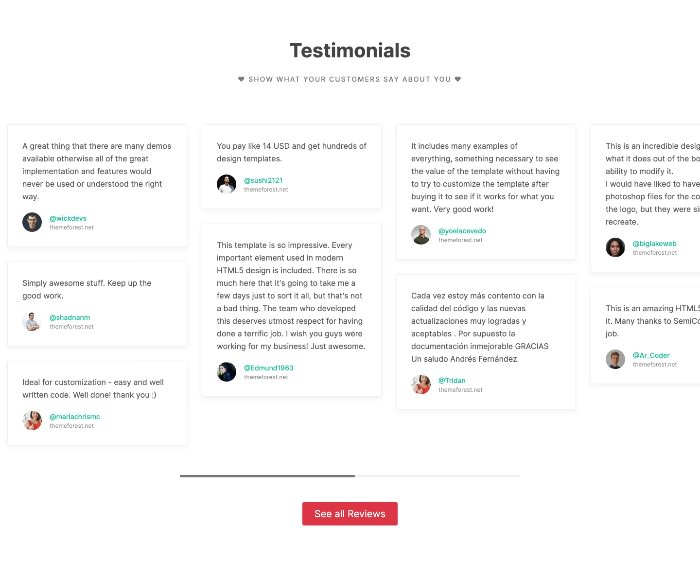 Testimonials
♥ SHOW WHAT YOUR CUSTOMERS SAY ABOUT YOU ♥
A great thing that there are many demos
available otherwise all of the great
implementation and features would
never be used or understood the right
way.
@wickdevs
themeforest.net
Simply awesome stuff. Keep up the
good work.
@shadnanm
themeforest.net
Ideal for customization - easy and well
written code. Well done! thank you :)
@mariachrismc
themeforest.net
You pay like 14 USD and get hundreds of
design templates.
@sushi2121
themeforest.net
This template is so impressive. Every
important element used in modern
HTML5 design is included. There is so
much here that it's going to take me a
few days just to sort it all, but that's not
a bad thing. The team who developed
this deserves utmost respect for having
done a terrific job. I wish you guys were
working for my business! Just awesome.
@Edmund1963
themeforest.net
It includes many examples of
everything, something necessary to see
the value of the template without having
to try to customize the template after
buying it to see if it works for what you
want. Very good work!
@yoelacevedo
themeforest.net
Cada vez estoy más contento con la
calidad del código y las nuevas
actualizaciones muy logradas y
aceptables . Por supuesto la
documentación inmejorable GRACIAS
Un saludo Andrés Fernández
@Tridan
themeforest.net
This is an incredible
what it does out of the
ability to modify it.
I would have liked to have
photoshop files for the
the logo, but they were
recreate.
@biglakeweb
themeforest.net
This is an amazing HTML5
it. Many thanks to
job.
@Ar_Coder
themeforest.net
See all Reviews